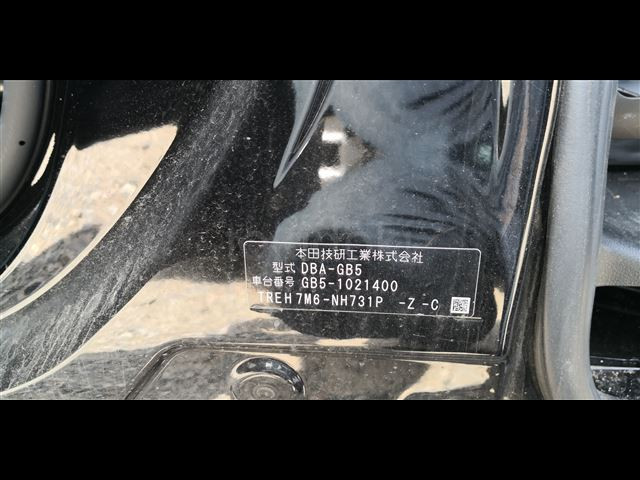 本田技研工業株式会社
型式 DBA-GB5
車台番号 GB5-1021400
TREH7M6-NH731P -Z-C